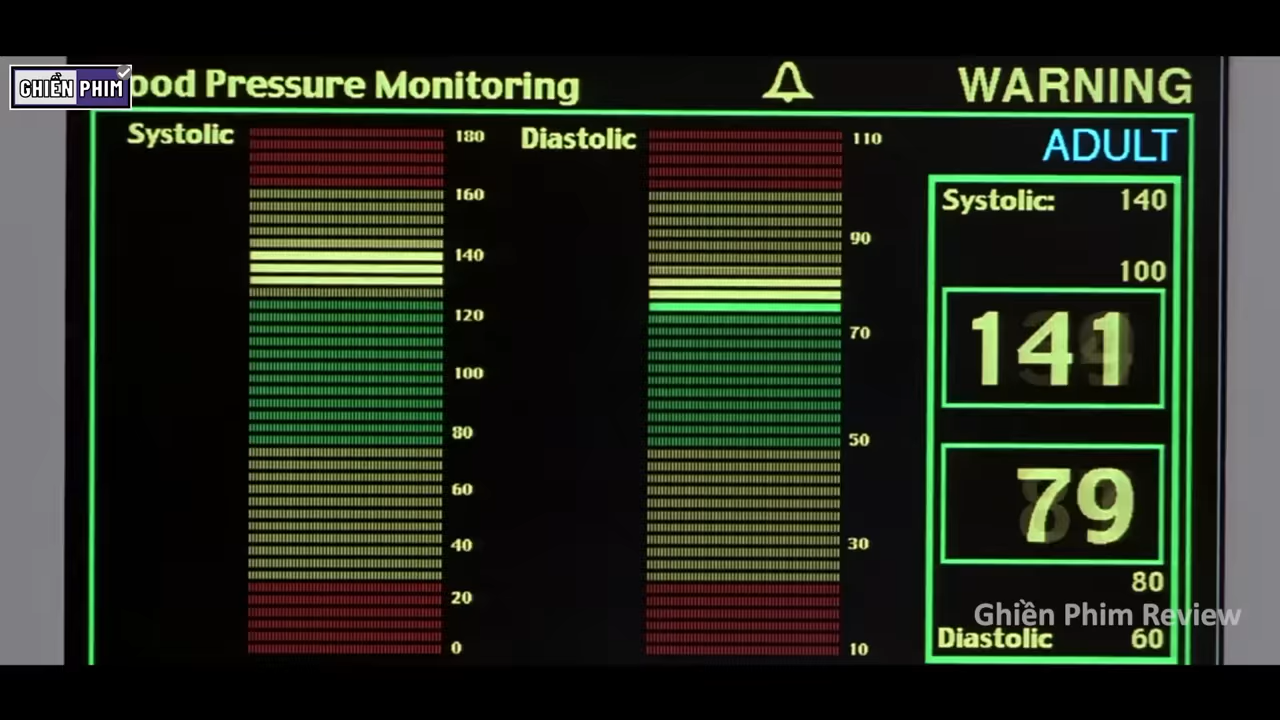 GHIỀN PHIM
ood Pressure Monitoring
WARNING
ADULT
Systolic
180
160
140
120
100
80
60
40
20
0
Diastolic
110
90
70
50
30
10
Systolic: 140
100
141
79
80
Diastolic 60
Ghiền Phim Review